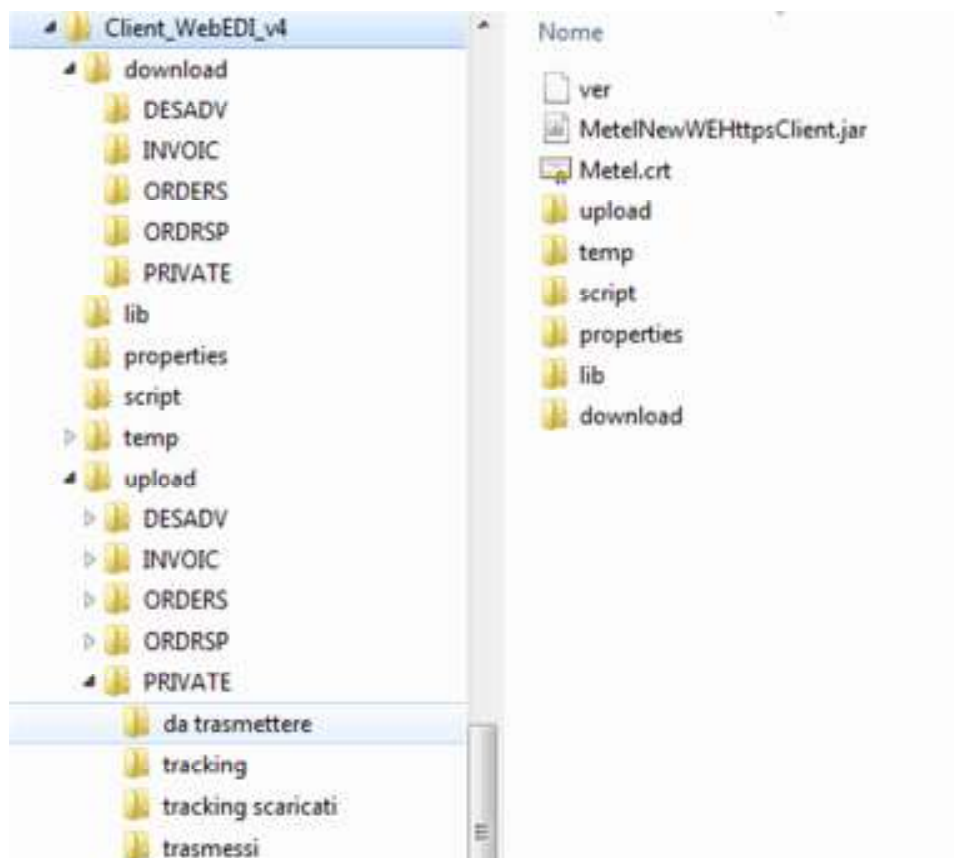 Client_WebEDI_v4
download
DESADV
INVOIC
ORDERS
ORDRSP
PRIVATE
lib
properties
script
temp
upload
DESADV
INVOIC
ORDERS
ORDRSP
PRIVATE
da trasmettere
tracking
tracking scaricati
trasmessi
Nome
ver
MetelNewWEHttpsClient.jar
Metel.crt
upload
temp
script
properties
lib
download